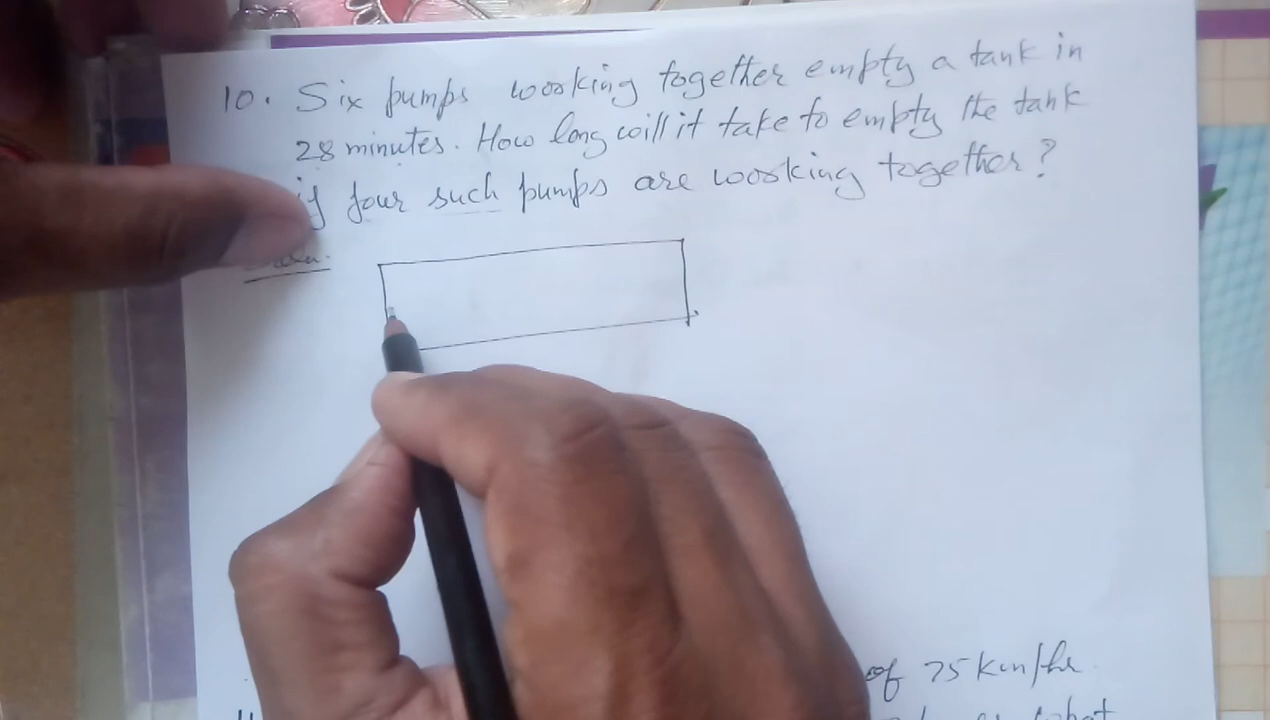 10. Six pumps working together empty a tank in
28 minutes. How long will it take to empty the tank
if four such pumps are working together?
of 75 km/hr.
what